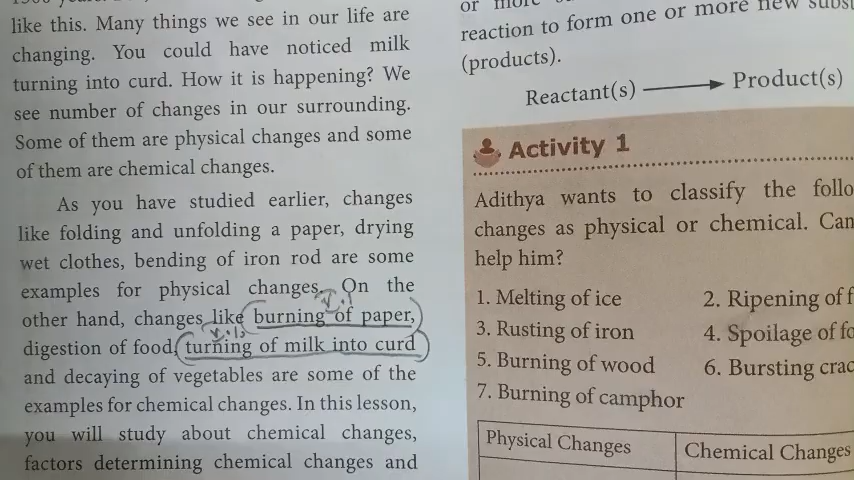 like this. Many things we see in our life are
changing. You could have noticed milk
turning into curd. How it is happening? We
see number of changes in our surrounding.
Some of them are physical changes and some
of them are chemical changes.
As you have studied earlier, changes
like folding and unfolding a paper, drying
wet clothes, bending of iron rod are some
examples for physical changes. On the
other hand, changes like burning of paper,
digestion of food, turning of milk into curd
and decaying of vegetables are some of the
examples for chemical changes. In this lesson,
you will study about chemical changes,
factors determining chemical changes and
or more
reaction to form one or more new
(products).
Reactant(s) → Product(s)
Activity 1
Adithya wants to classify the
changes as physical or chemical. Can
help him?
1. Melting of ice
2. Ripening of
3. Rusting of iron
4. Spoilage of
5. Burning of wood
6. Bursting
7. Burning of camphor
Physical Changes
Chemical Changes